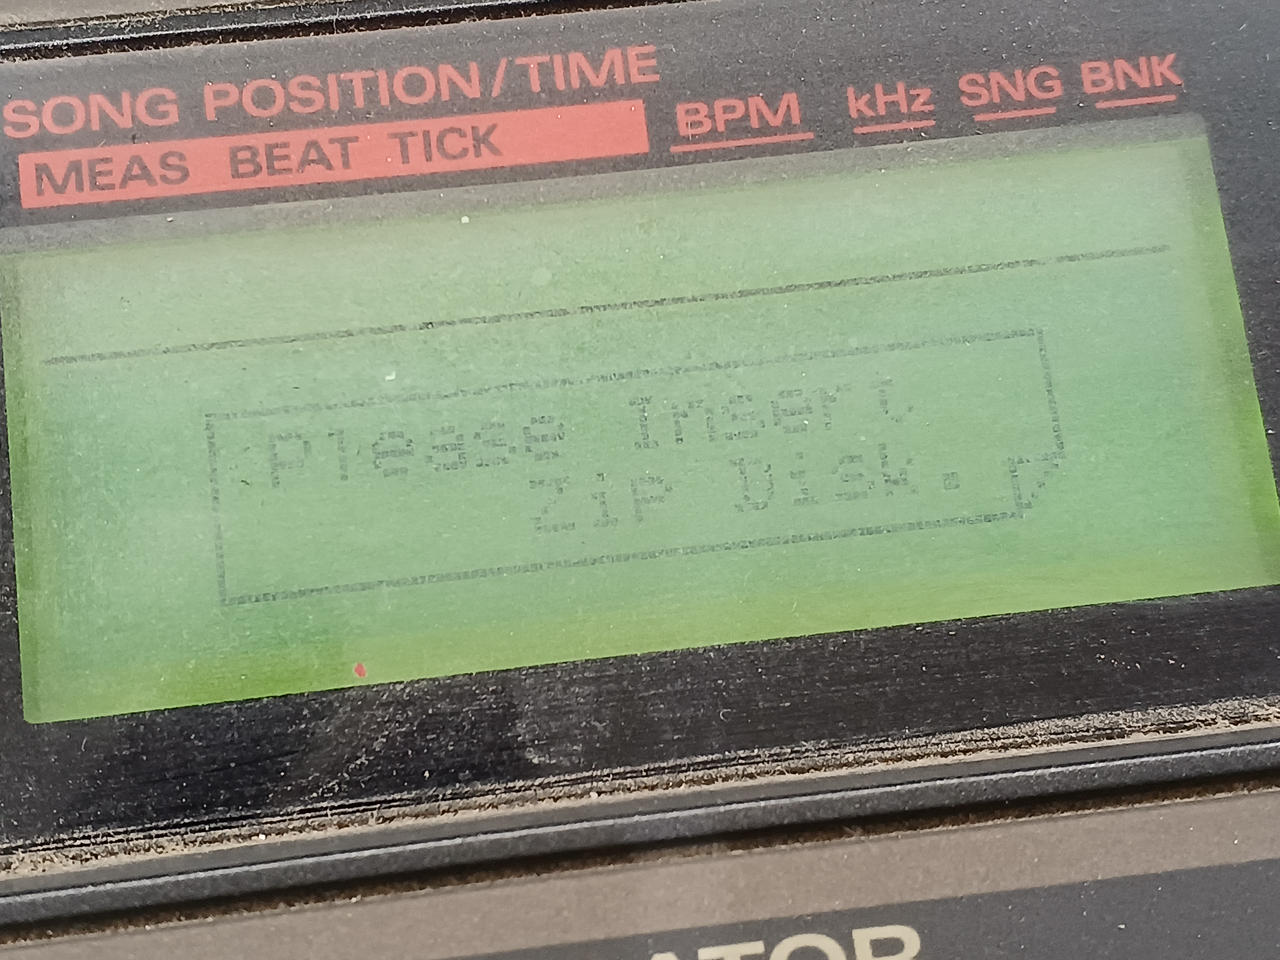 SONG POSITION/TIME
MEAS BEAT TICK BPM kHz SNG BNK
Please Insert
Zip Disk.